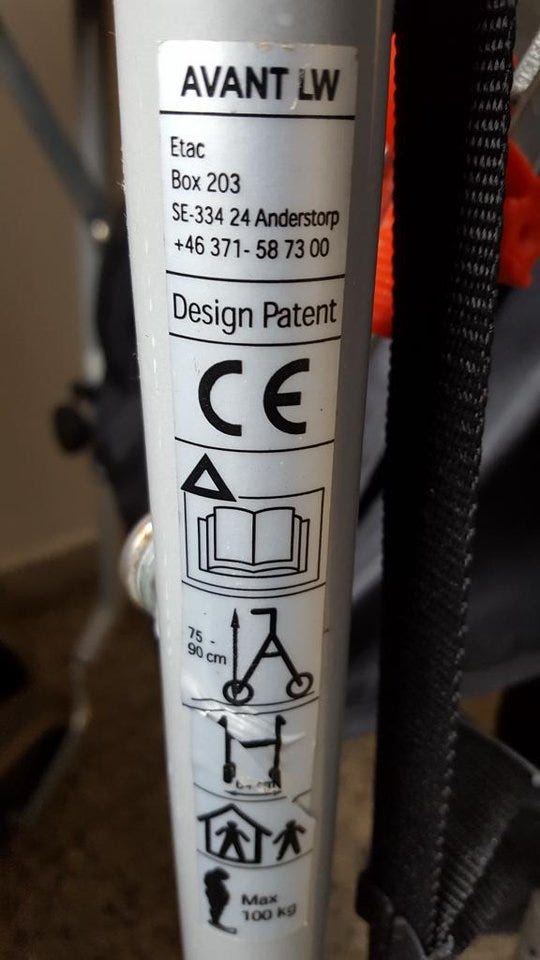 AVANT LW
Etac
Box 203
SE-334 24 Anderstorp
+46 371- 58 73 00
Design Patent
CE
75 -
90 cm
Max
100 kg